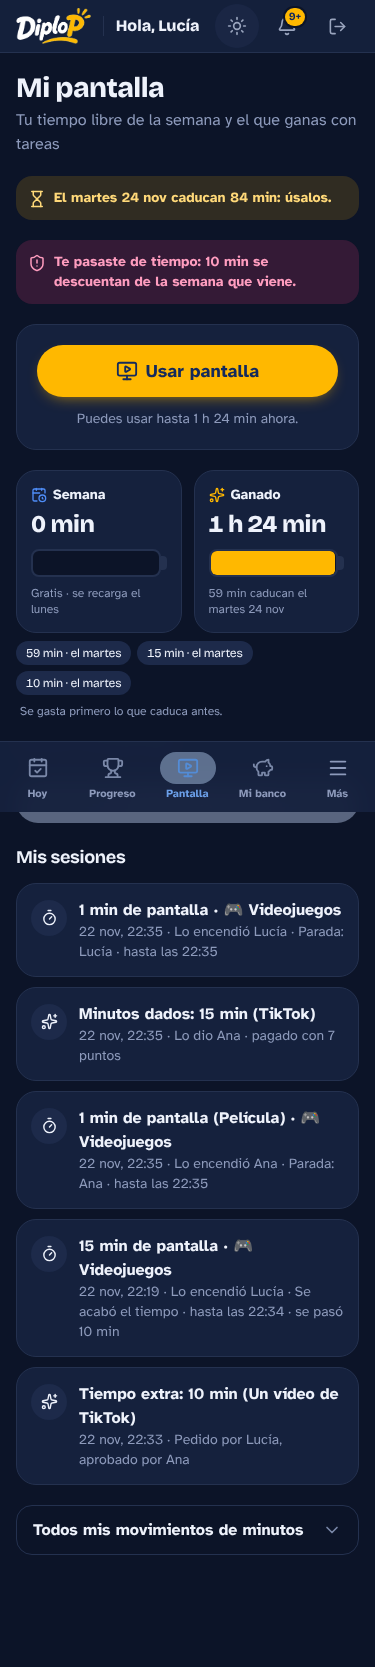 DiploP
Hola, Lucía
9+
Mi pantalla
Tu tiempo libre de la semana y el que ganas con
tareas
El martes 24 nov caducan 84 min: úsalos.
Te pasaste de tiempo: 10 min se
descuentan de la semana que viene.
Usar pantalla
Puedes usar hasta 1 h 24 min ahora.
Semana
0 min
Gratis · se recarga el
lunes
Ganado
1 h 24 min
59 min caducan el
martes 24 nov
59 min · el martes
15 min · el martes
10 min · el martes
Se gasta primero lo que caduca antes.
Hoy
Progreso
Pantalla
Mi banco
Más
Mis sesiones
1 min de pantalla · 🎮 Videojuegos
22 nov, 22:35 · Lo encendió Lucía · Parada:
Lucía · hasta las 22:35
Minutos dados: 15 min (TikTok)
22 nov, 22:35 · Lo dio Ana · pagado con 7
puntos
1 min de pantalla (Película) · 🎮
Videojuegos
22 nov, 22:35 · Lo encendió Ana · Parada:
Ana · hasta las 22:35
15 min de pantalla · 🎮
Videojuegos
22 nov, 22:19 · Lo encendió Lucía · Se
acabó el tiempo · hasta las 22:34 · se pasó
10 min
Tiempo extra: 10 min (Un vídeo de
TikTok)
22 nov, 22:33 · Pedido por Lucía,
aprobado por Ana
Todos mis movimientos de minutos